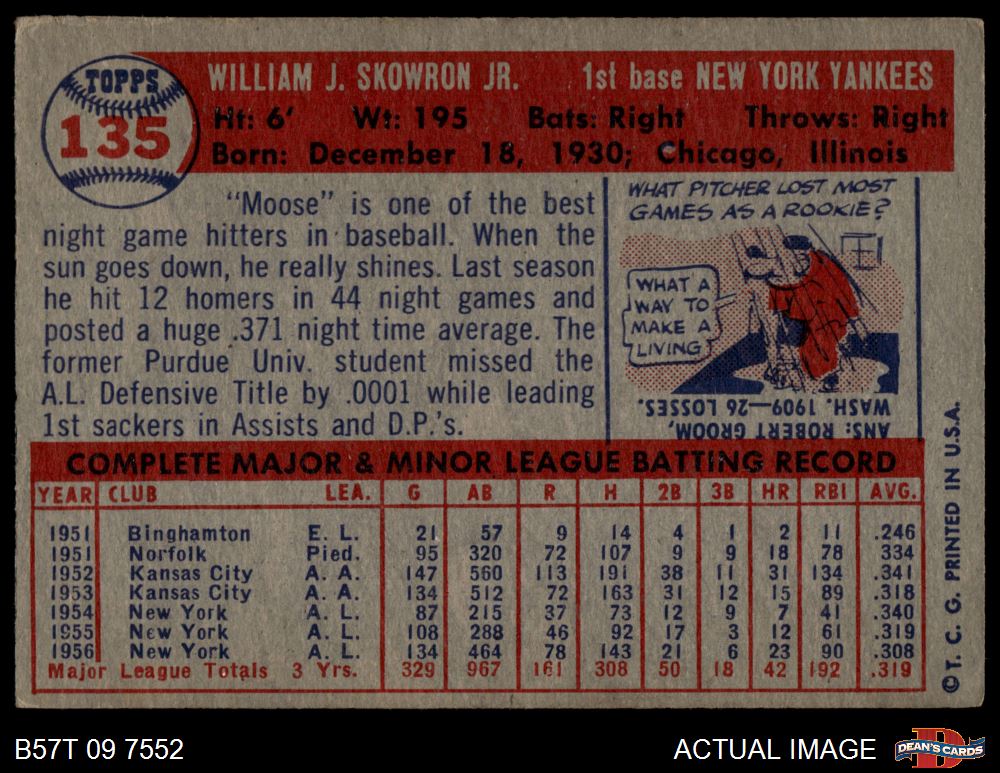 TOPPS
135
WILLIAM J. SKOWRON JR. 1st base NEW YORK YANKEES
Ht: 6' Wt: 195 Bats: Right Throws: Right
Born: December 18, 1930; Chicago, Illinois
"Moose" is one of the best
night game hitters in baseball. When the
sun goes down, he really shines. Last season
he hit 12 homers in 44 night games and
posted a huge .371 night time average. The
former Purdue Univ. student missed the
A.L. Defensive Title by .0001 while leading
1st sackers in Assists and D.P.'s.
WHAT PITCHER LOST MOST
GAMES AS A ROOKIE?
WHAT A
WAY TO
MAKE A
LIVING
ANS: ROBERT GROOM,
WASH. 1909—26 LOSSES.
COMPLETE MAJOR & MINOR LEAGUE BATTING RECORD
YEAR CLUB LEA. G AB R H 2B 3B HR RBI AVG.
1951 Binghamton E. L. 21 57 9 14 4 1 2 11 .246
1951 Norfolk Pied. 95 320 72 107 9 9 18 78 .334
1952 Kansas City A. A. 147 560 113 191 38 11 31 134 .341
1953 Kansas City A. A. 134 512 72 163 31 12 15 89 .318
1954 New York A. L. 87 215 37 73 12 9 7 41 .340
1955 New York A. L. 108 288 46 92 17 3 12 61 .319
1956 New York A. L. 134 464 78 143 21 6 23 90 .308
Major League Totals 3 Yrs. 329 967 161 308 50 18 42 192 .319
© T. C. G. PRINTED IN U.S.A.
B57T 09 7552
ACTUAL IMAGE
D
DEAN'S CARDS